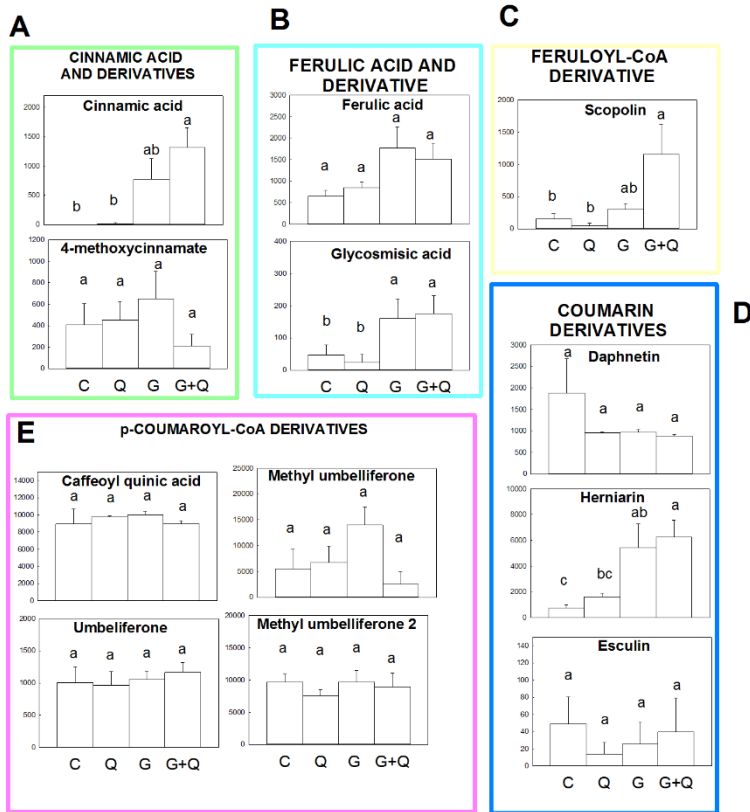 A
CINNAMIC ACID
AND DERIVATIVES
Cinnamic acid
2000
1500
1000
500
0
b
b
ab
a
4-methoxycinnamate
1200
1000
800
600
400
200
0
a
a
a
a
C Q G G+Q
B
FERULIC ACID AND
DERIVATIVE
Ferulic acid
3000
2500
2000
1500
1000
500
0
a
a
a
a
Glycosmisic acid
400
300
200
100
0
b
b
a
a
C Q G G+Q
C
FERULOYL-CoA
DERIVATIVE
Scopolin
2000
1500
1000
500
0
b
b
ab
a
C Q G G+Q
D
COUMARIN
DERIVATIVES
Daphnetin
3000
2500
2000
1500
1000
500
0
a
a
a
a
Herniarin
10000
8000
6000
4000
2000
0
c
bc
ab
a
Esculin
140
120
100
80
60
40
20
0
a
a
a
a
C Q G G+Q
E
p-COUMAROYL-CoA DERIVATIVES
Caffeoyl quinic acid
14000
12000
10000
8000
6000
4000
2000
0
a
a
a
a
Methyl umbelliferone
25000
20000
15000
10000
5000
0
a
a
a
a
Umbeliferone
2000
1500
1000
500
0
a
a
a
a
C Q G G+Q
Methyl umbelliferone 2
20000
15000
10000
5000
0
a
a
a
a
C Q G G+Q